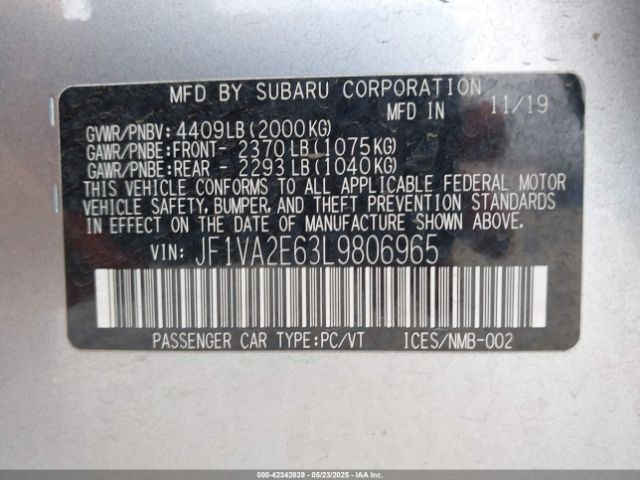 MFD BY SUBARU CORPORATION
MFD IN 11/19
GVWR/PNBV: 4409LB(2000KG)
GAWR/PNBE:FRONT- 2370LB(1075KG)
GAWR/PNBE:REAR - 2293LB(1040KG)
THIS VEHICLE CONFORMS TO ALL APPLICABLE FEDERAL MOTOR
VEHICLE SAFETY, BUMPER, AND THEFT PREVENTION STANDARDS
IN EFFECT ON THE DATE OF MANUFACTURE SHOWN ABOVE.
VIN: JF1VA2E63L9806965
PASSENGER CAR TYPE:PC/VT ICES/NMB-002
000-42342839 - 05/23/2025 - IAAI.COM